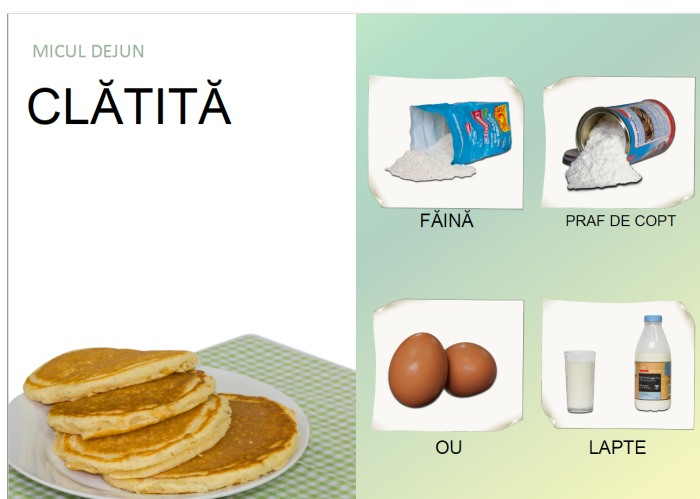 MICUL DEJUN
CLĂTITĂ
FĂINĂ
PRAF DE COPT
OU
LAPTE